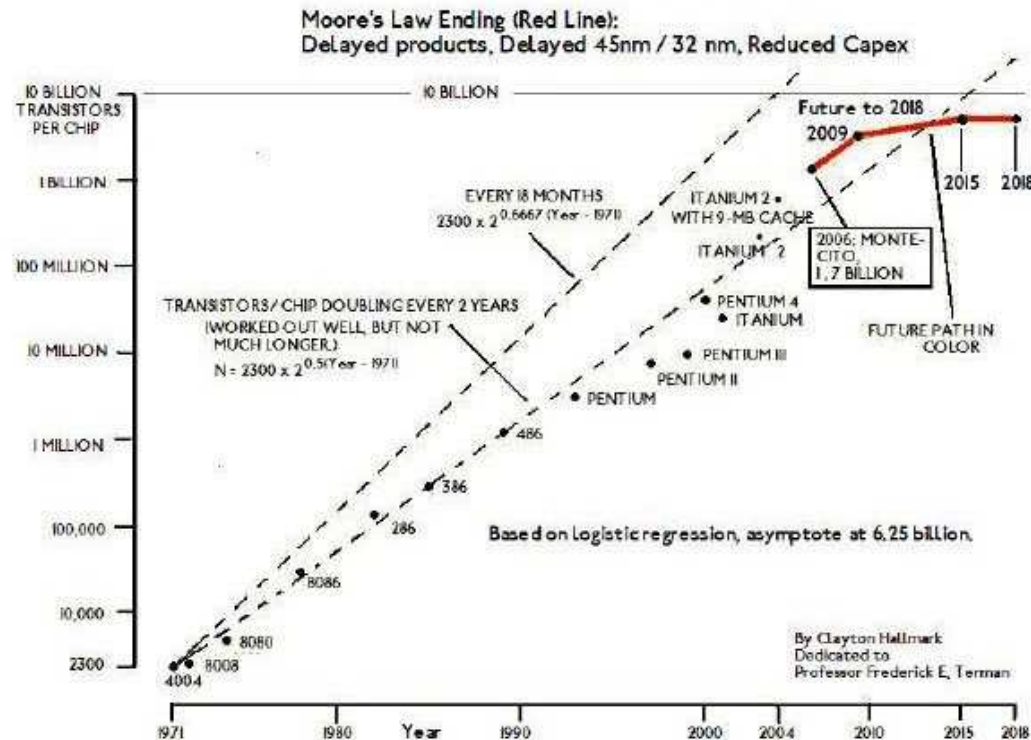 Moore's Law Ending (Red Line):
Delayed products, Delayed 45nm / 32 nm, Reduced Capex
10 BILLION
TRANSISTORS
PER CHIP
10 BILLION
Future to 2018
2009
2015
2018
1 BILLION
EVERY 18 MONTHS
2300 x 2^0.6667 (Year - 1971)
ITANIUM 2
WITH 9-MB CACHE
ITANIUM 2
2006: MONTE-
CITO,
1,7 BILLION
100 MILLION
TRANSISTORS/CHIP DOUBLING EVERY 2 YEARS
(WORKED OUT WELL, BUT NOT
MUCH LONGER.)
N = 2300 x 2^0.5(Year - 1971)
PENTIUM 4
ITANIUM
FUTURE PATH IN
COLOR
10 MILLION
PENTIUM III
PENTIUM II
PENTIUM
1 MILLION
486
386
100,000
286
Based on logistic regression, asymptote at 6,25 billion.
8086
10,000
8080
8008
2300
4004
By Clayton Hallmark
Dedicated to
Professor Frederick E, Terman
1971
1980
Year
1990
2000
2004
2010
2015
2018